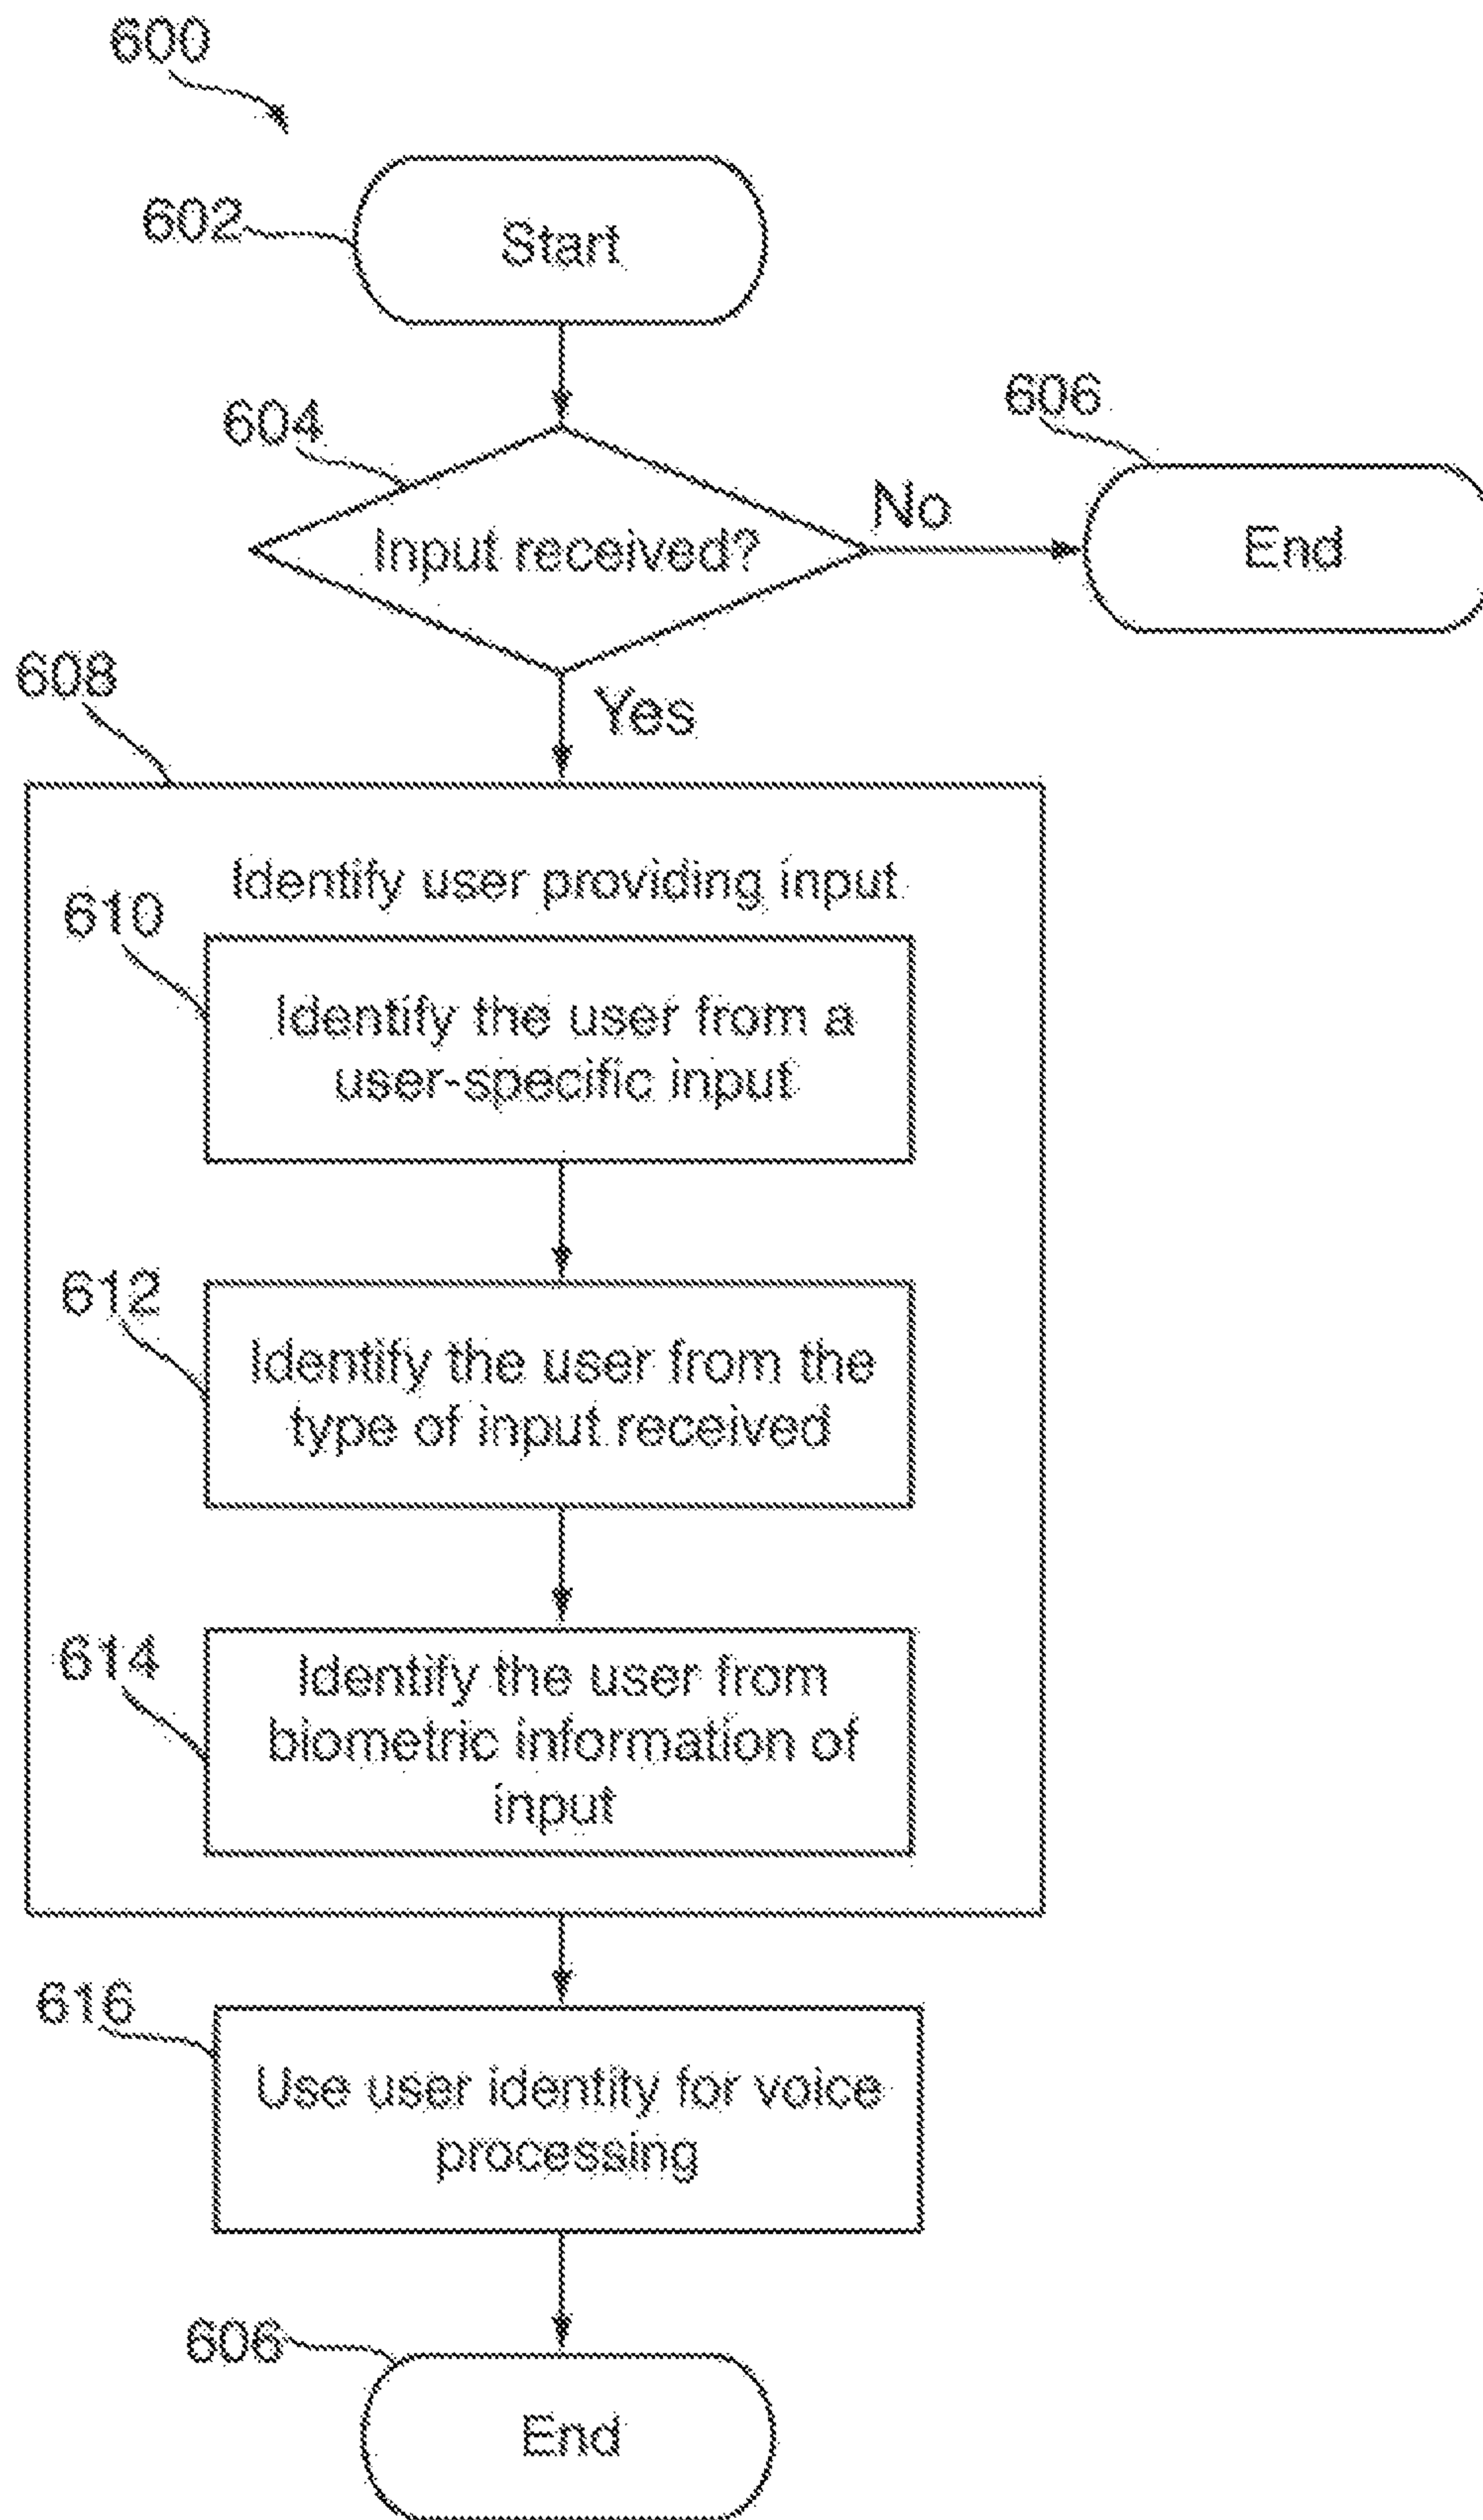 600
602
Start
604
606
Input received?
No
End
608
Yes
Identify user providing input
610
Identify the user from a
user-specific input
612
Identify the user from the
type of input received
614
Identify the user from
biometric information of
input
616
Use user identity for voice
processing
606
End